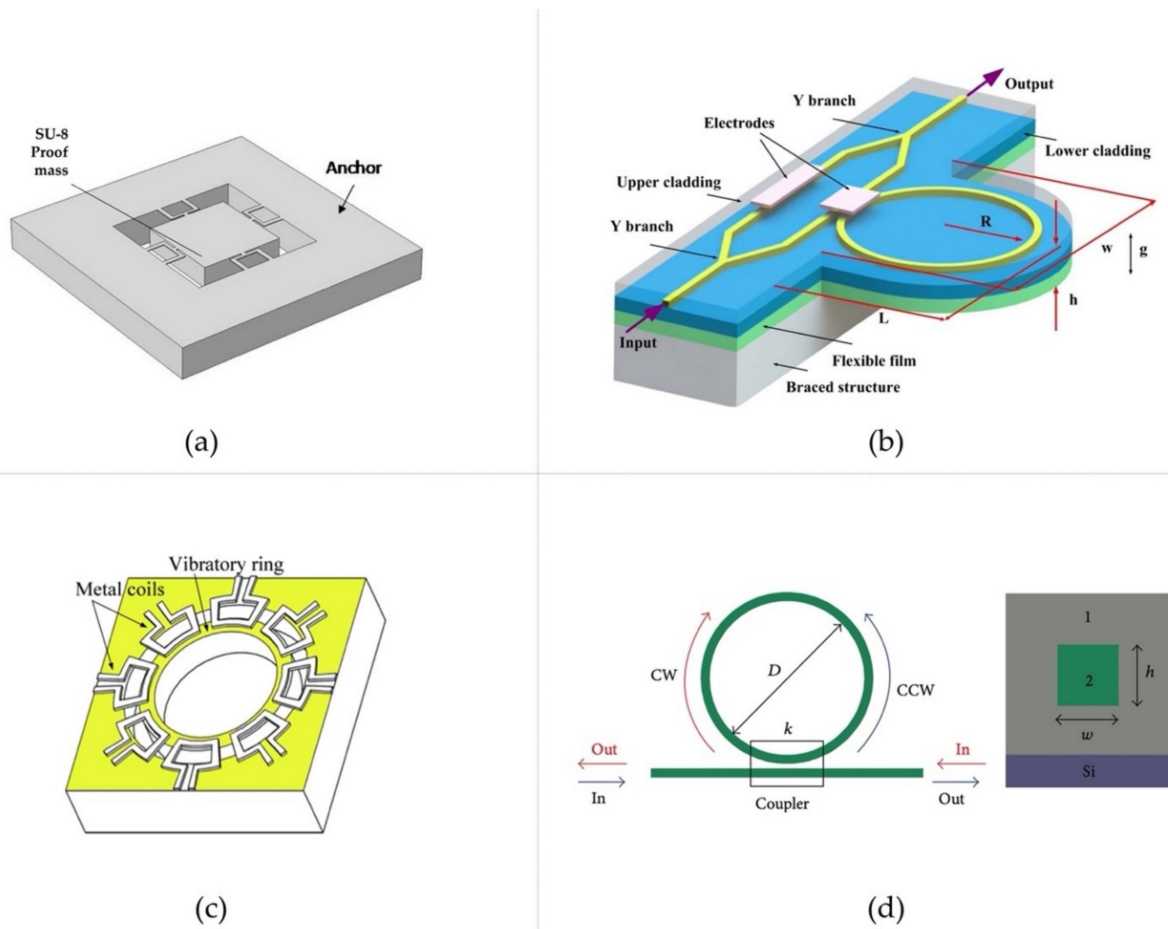 SU-8
Proof
mass
Anchor
(a)
Output
Y branch
Electrodes
Lower cladding
Upper cladding
Y branch
R
w
g
h
L
Input
Flexible film
Braced structure
(b)
Vibratory ring
Metal coils
(c)
CW
D
CCW
k
Out
In
In
Out
Coupler
1
2
h
w
Si
(d)